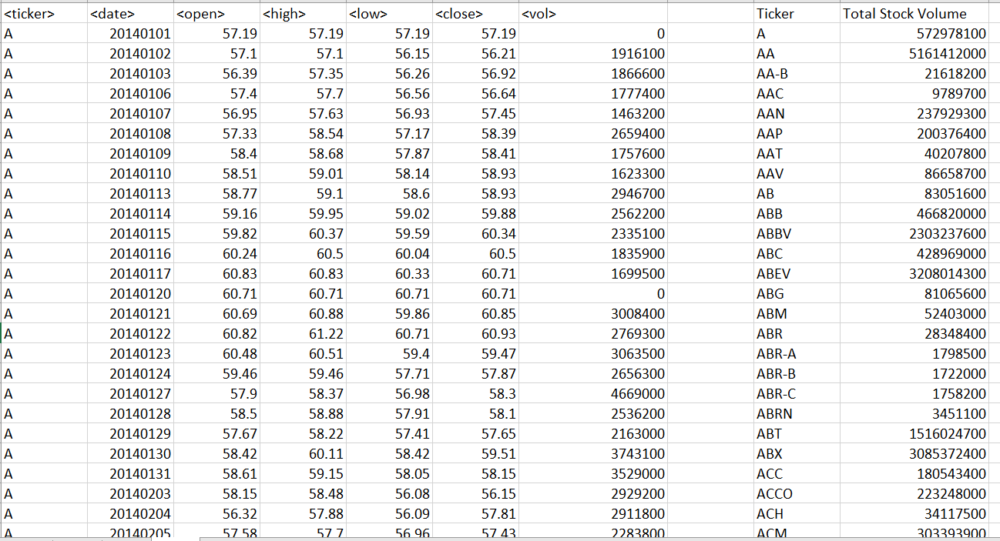 <ticker> <date> <open> <high> <low> <close> <vol> Ticker Total Stock Volume
A 20140101 57.19 57.19 57.19 57.19 0 A 572978100
A 20140102 57.1 57.1 56.15 56.21 1916100 AA 5161412000
A 20140103 56.39 57.35 56.26 56.92 1866600 AA-B 21618200
A 20140106 57.4 57.7 56.56 56.64 1777400 AAC 9789700
A 20140107 56.95 57.63 56.93 57.45 1463200 AAN 237929300
A 20140108 57.33 58.54 57.17 58.39 2659400 AAP 200376400
A 20140109 58.4 58.68 57.87 58.41 1757600 AAT 40207800
A 20140110 58.51 59.01 58.14 58.93 1623300 AAV 86658700
A 20140113 58.77 59.1 58.6 58.93 2946700 AB 83051600
A 20140114 59.16 59.95 59.02 59.88 2562200 ABB 466820000
A 20140115 59.82 60.37 59.59 60.34 2335100 ABBV 2303237600
A 20140116 60.24 60.5 60.04 60.5 1835900 ABC 428969000
A 20140117 60.83 60.83 60.33 60.71 1699500 ABEV 3208014300
A 20140120 60.71 60.71 60.71 60.71 0 ABG 81065600
A 20140121 60.69 60.88 59.86 60.85 3008400 ABM 52403000
A 20140122 60.82 61.22 60.71 60.93 2769300 ABR 28348400
A 20140123 60.48 60.51 59.4 59.47 3063500 ABR-A 1798500
A 20140124 59.46 59.46 57.71 57.87 2656300 ABR-B 1722000
A 20140127 57.9 58.37 56.98 58.3 4669000 ABR-C 1758200
A 20140128 58.5 58.88 57.91 58.1 2536200 ABRN 3451100
A 20140129 57.67 58.22 57.41 57.65 2163000 ABT 1516024700
A 20140130 58.42 60.11 58.42 59.51 3743100 ABX 3085372400
A 20140131 58.61 59.15 58.05 58.15 3529000 ACC 180543400
A 20140203 58.15 58.48 56.08 56.15 2929200 ACCO 223248000
A 20140204 56.32 57.88 56.09 57.81 2911800 ACH 34117500
A 20140205 57.58 57.7 56.96 57.43 2283800 ACM 303393900